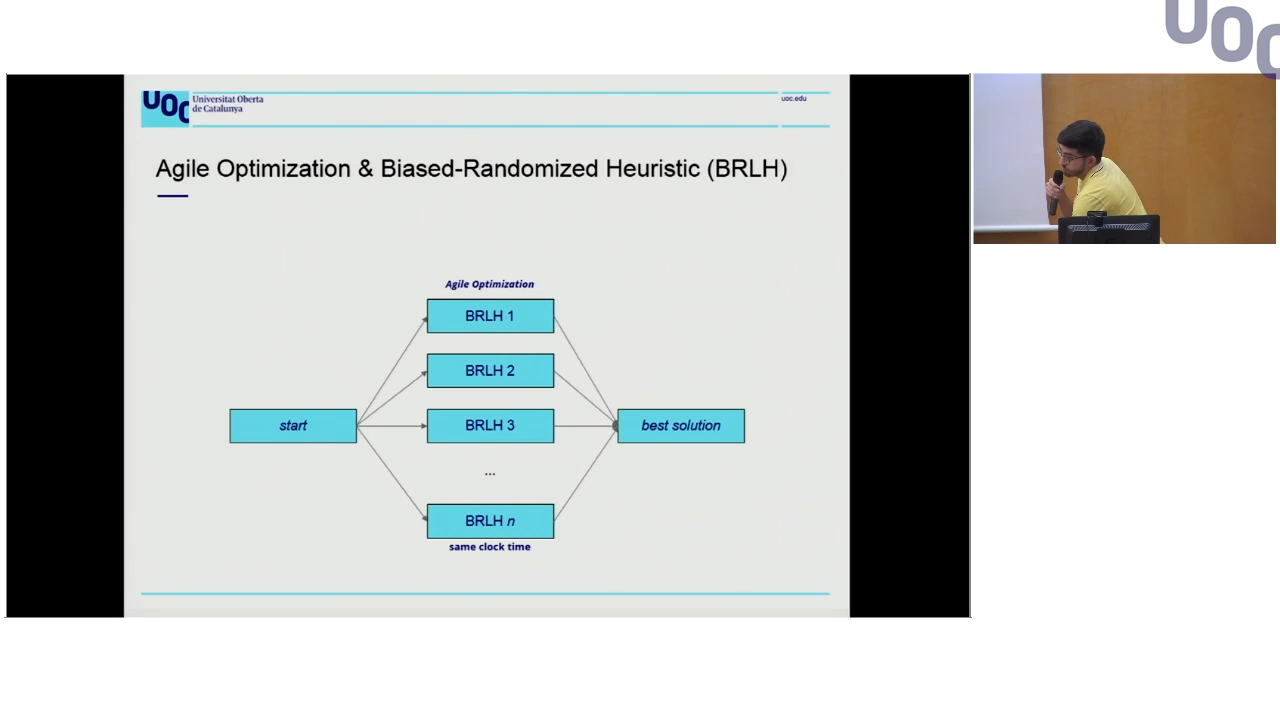 UOC
UOC
Universitat Oberta
de Catalunya
uoc.edu
Agile Optimization & Biased-Randomized Heuristic (BRLH)
Agile Optimization
BRLH 1
BRLH 2
start
BRLH 3
best solution
...
BRLH n
same clock time